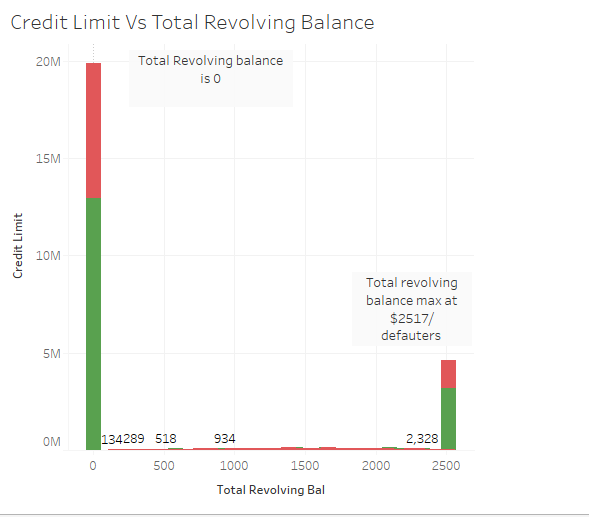 Credit Limit Vs Total Revolving Balance
20M
Total Revolving balance
is 0
15M
Credit Limit
10M
Total revolving
balance max at
$2517/
defauters
5M
0M
134289 518 934 2,328
0 500 1000 1500 2000 2500
Total Revolving Bal